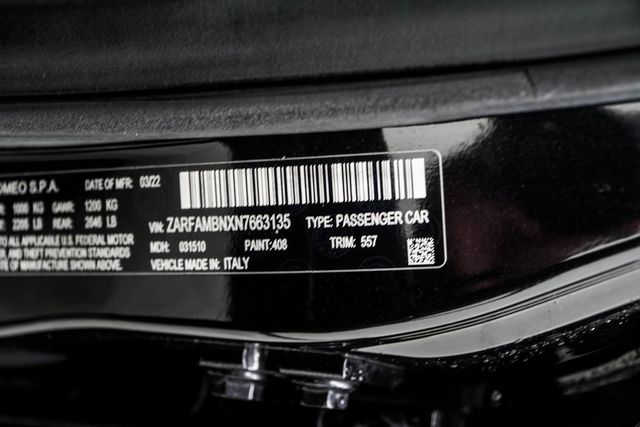 OMEO S.P.A. DATE OF MFR: 03/22
KG GAWR: 1200 KG
LB REAR: 2646 LB
VIN: ZARFAMBNXN7663135 TYPE: PASSENGER CAR
TO ALL APPLICABLE U.S. FEDERAL MOTOR
MDH: 031510 PAINT: 408 TRIM: 557
AND THEFT PREVENTION STANDARDS
OF MANUFACTURE SHOWN ABOVE.
VEHICLE MADE IN: ITALY